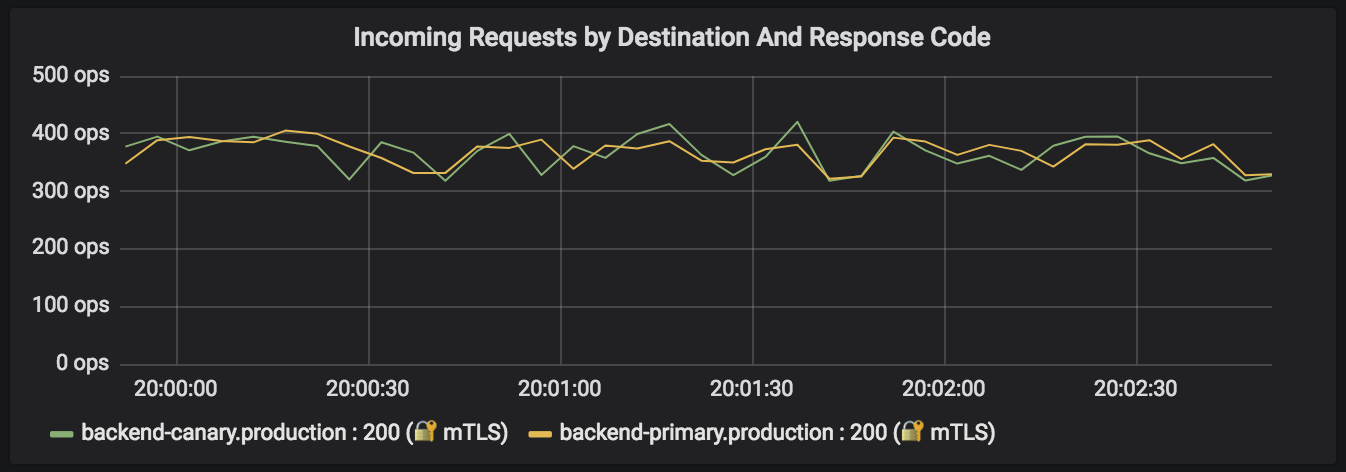 Incoming Requests by Destination And Response Code
500 ops
400 ops
300 ops
200 ops
100 ops
0 ops
20:00:00 20:00:30 20:01:00 20:01:30 20:02:00 20:02:30
backend-canary.production : 200 (🔐 mTLS) backend-primary.production : 200 (🔐 mTLS)